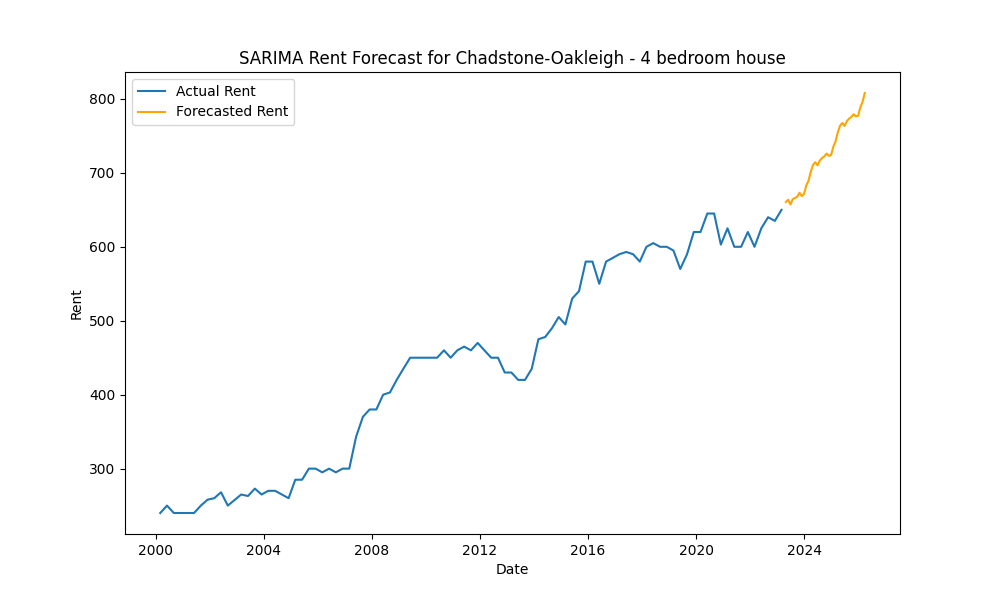 SARIMA Rent Forecast for Chadstone-Oakleigh - 4 bedroom house
Actual Rent
Forecasted Rent
800
700
600
500
400
300
Rent
2000 2004 2008 2012 2016 2020 2024
Date